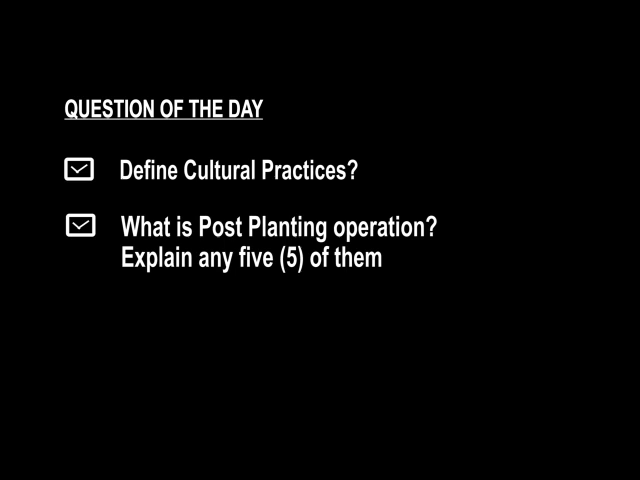 QUESTION OF THE DAY
Define Cultural Practices?
What is Post Planting operation?
Explain any five (5) of them